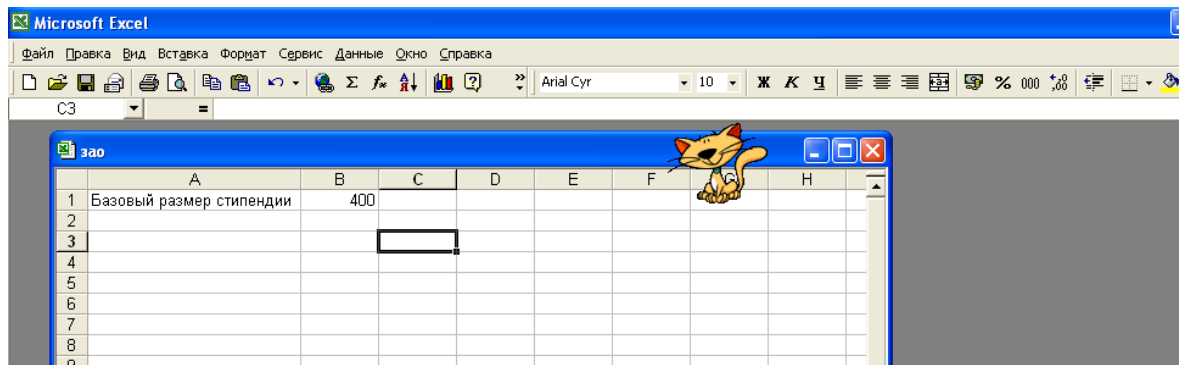 Microsoft Excel
Файл Правка Вид Вставка Формат Сервис Данные Окно Справка
Arial Cyr 10 Ж К Ч % 000
C3 =
зао
A B C D E F G H
1 Базовый размер стипендии 400
2
3
4
5
6
7
8